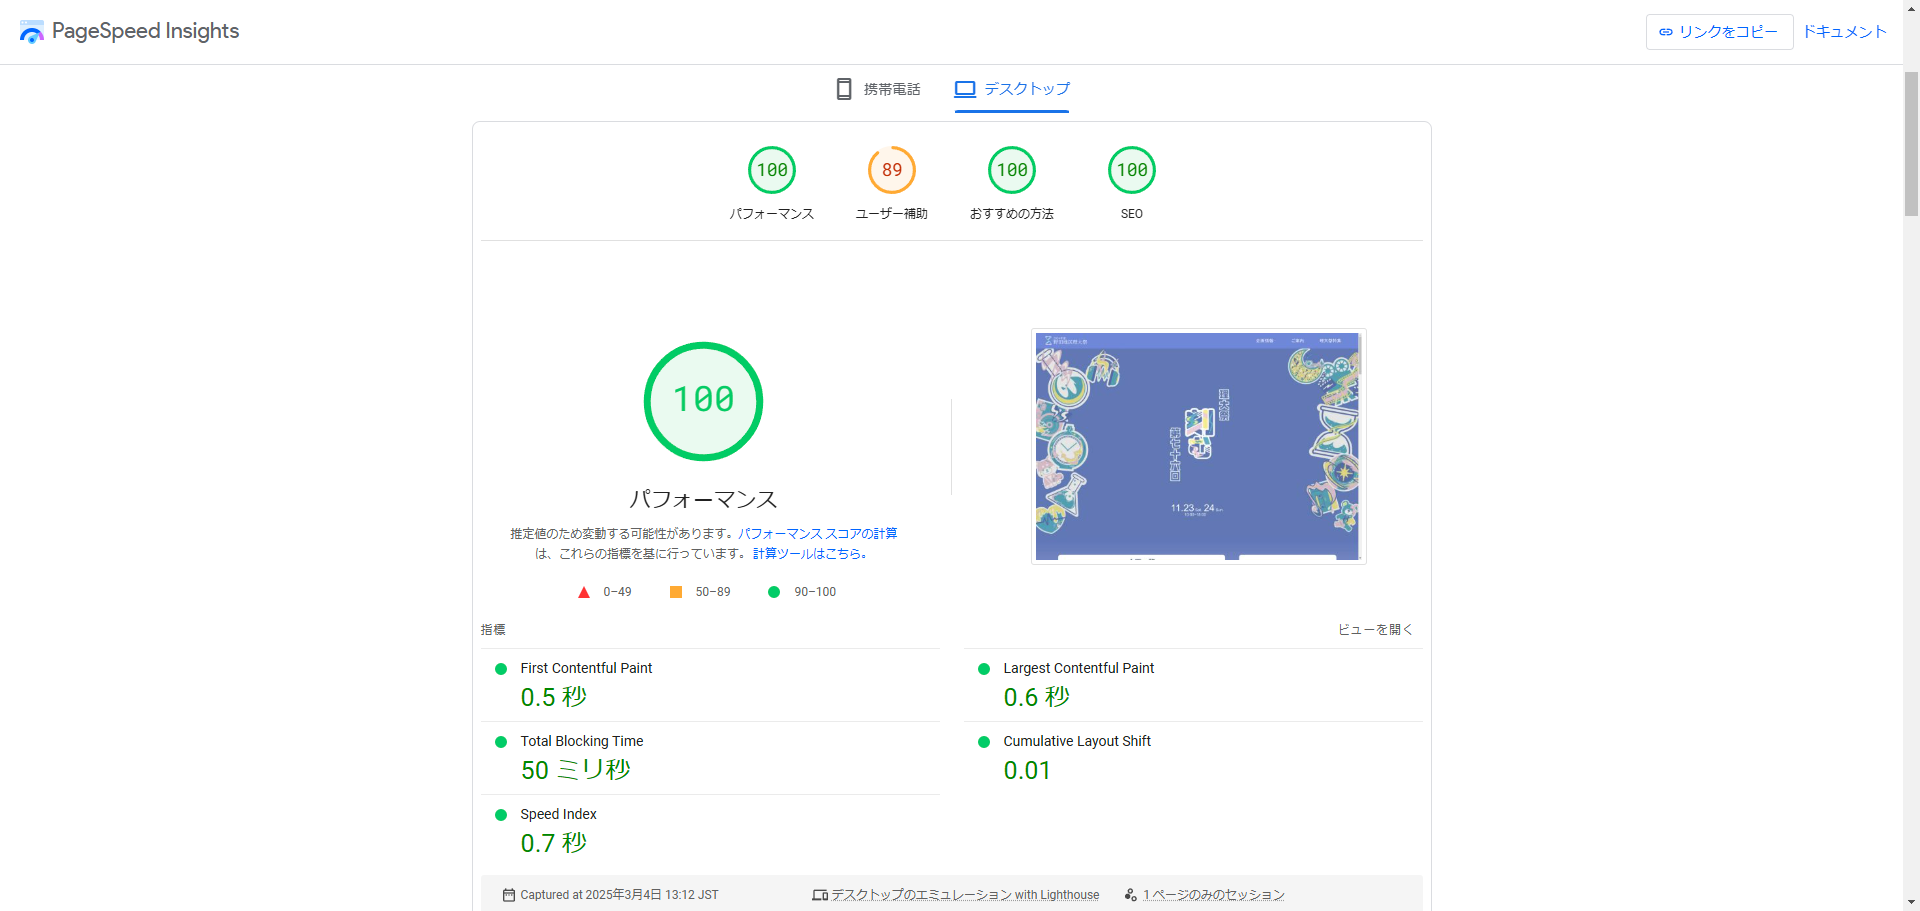 PageSpeed Insights
リンクをコピー
ドキュメント
携帯電話
デスクトップ
100
89
100
100
パフォーマンス
ユーザー補助
おすすめの方法
SEO
100
パフォーマンス
推定値のため変動する可能性があります。パフォーマンス スコアの計算
は、これらの指標を基に行っています。計算ツールはこちら。
0–49
50–89
90–100
11.23 Sat 24 Sun
指標
ビューを開く
First Contentful Paint
0.5 秒
Largest Contentful Paint
0.6 秒
Total Blocking Time
50 ミリ秒
Cumulative Layout Shift
0.01
Speed Index
0.7 秒
Captured at 2025年3月4日 13:12 JST
デスクトップのエミュレーション with Lighthouse
1 ページのみのセッション